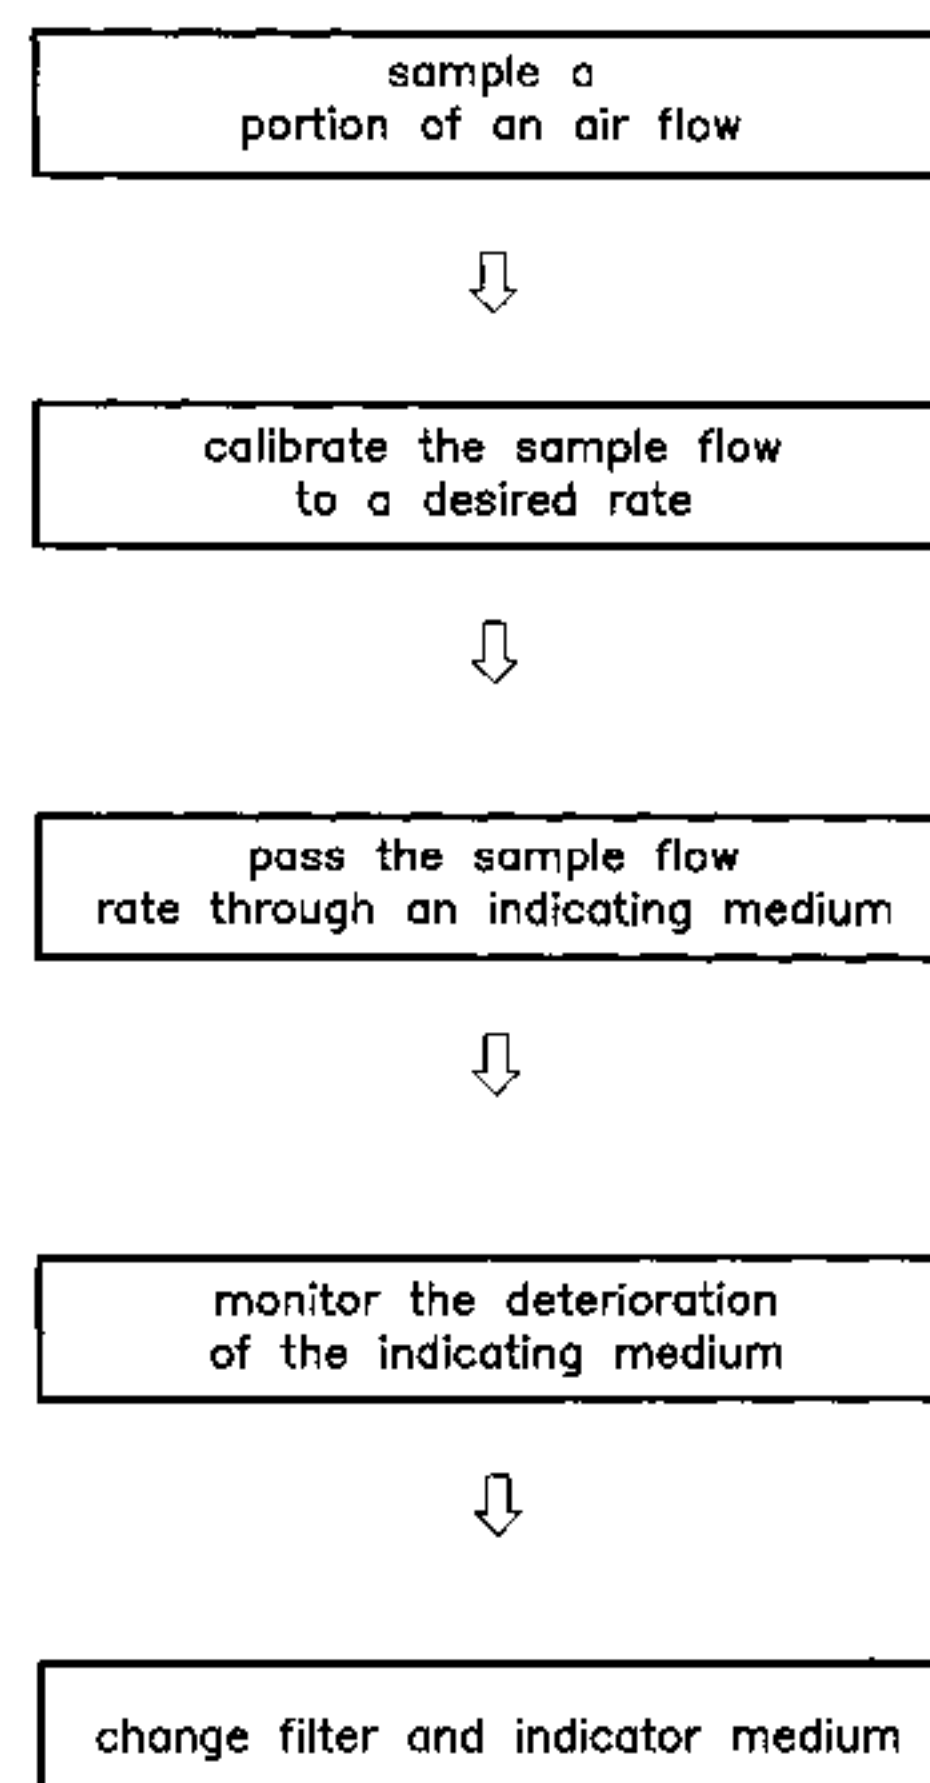 sample a
portion of an air flow
calibrate the sample flow
to a desired rate
pass the sample flow
rate through an indicating medium
monitor the deterioration
of the indicating medium
change filter and indicator medium